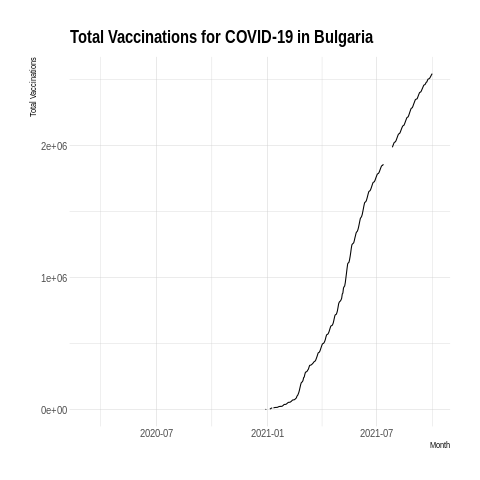 Total Vaccinations for COVID-19 in Bulgaria
Total Vaccinations
2e+06
1e+06
0e+00
2020-07
2021-01
2021-07
Month